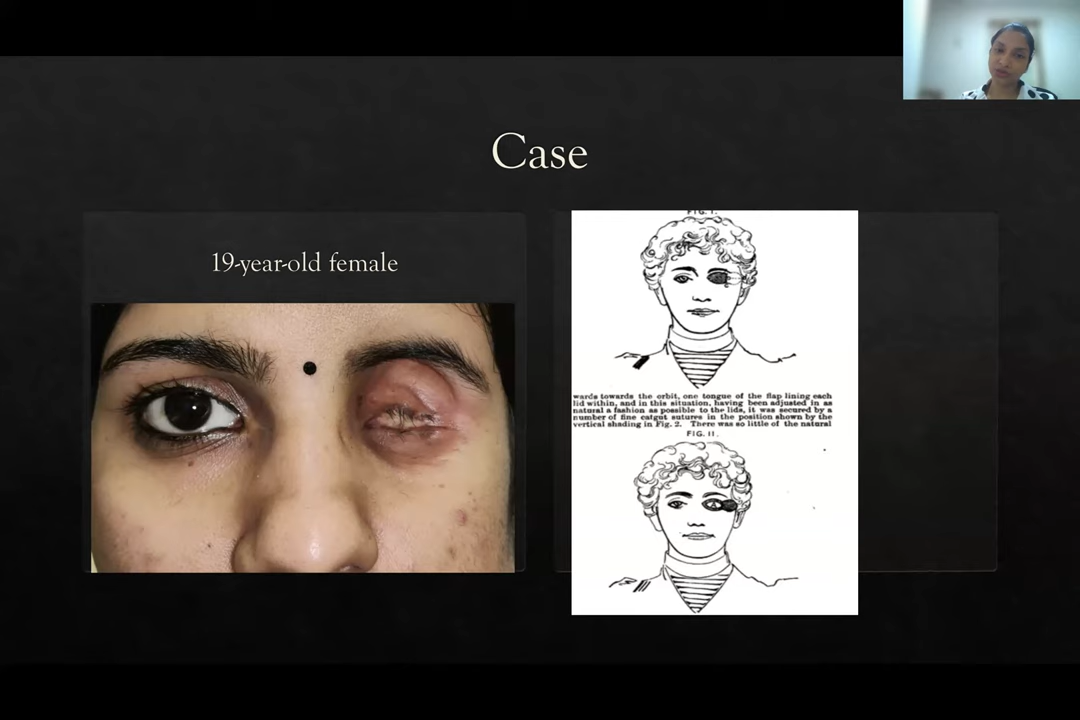 Case
19-year-old female
FIG. I.
wards towards the orbit, one tongue of the flap lining each
lid within, and in this situation, having been adjusted in as
natural a fashion as possible to the lids, it was secured by a
number of fine catgut sutures in the position shown by the
vertical shading in Fig. 2. There was so little of the natural
FIG. II.